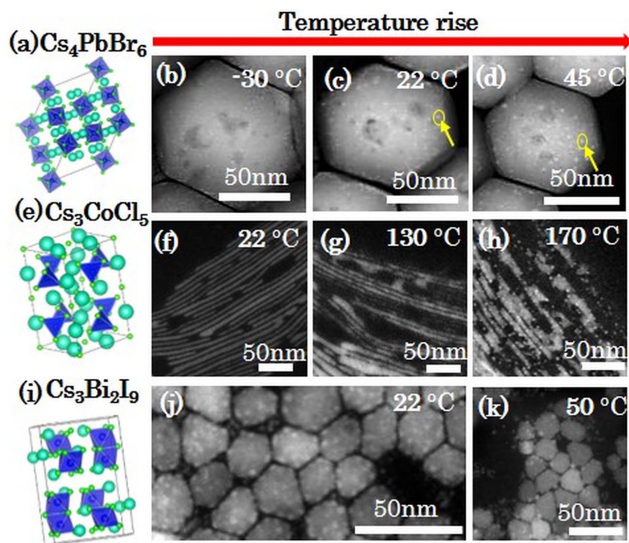 Temperature rise
(a)Cs₄PbBr₆
(b) -30 °C
50nm
(c) 22 °C
50nm
(d) 45 °C
50nm
(e)Cs₃CoCl₅
(f) 22 °C
50nm
(g) 130 °C
50nm
(h) 170 °C
50nm
(i)Cs₃Bi₂I₉
(j) 22 °C
50nm
(k) 50 °C
50nm